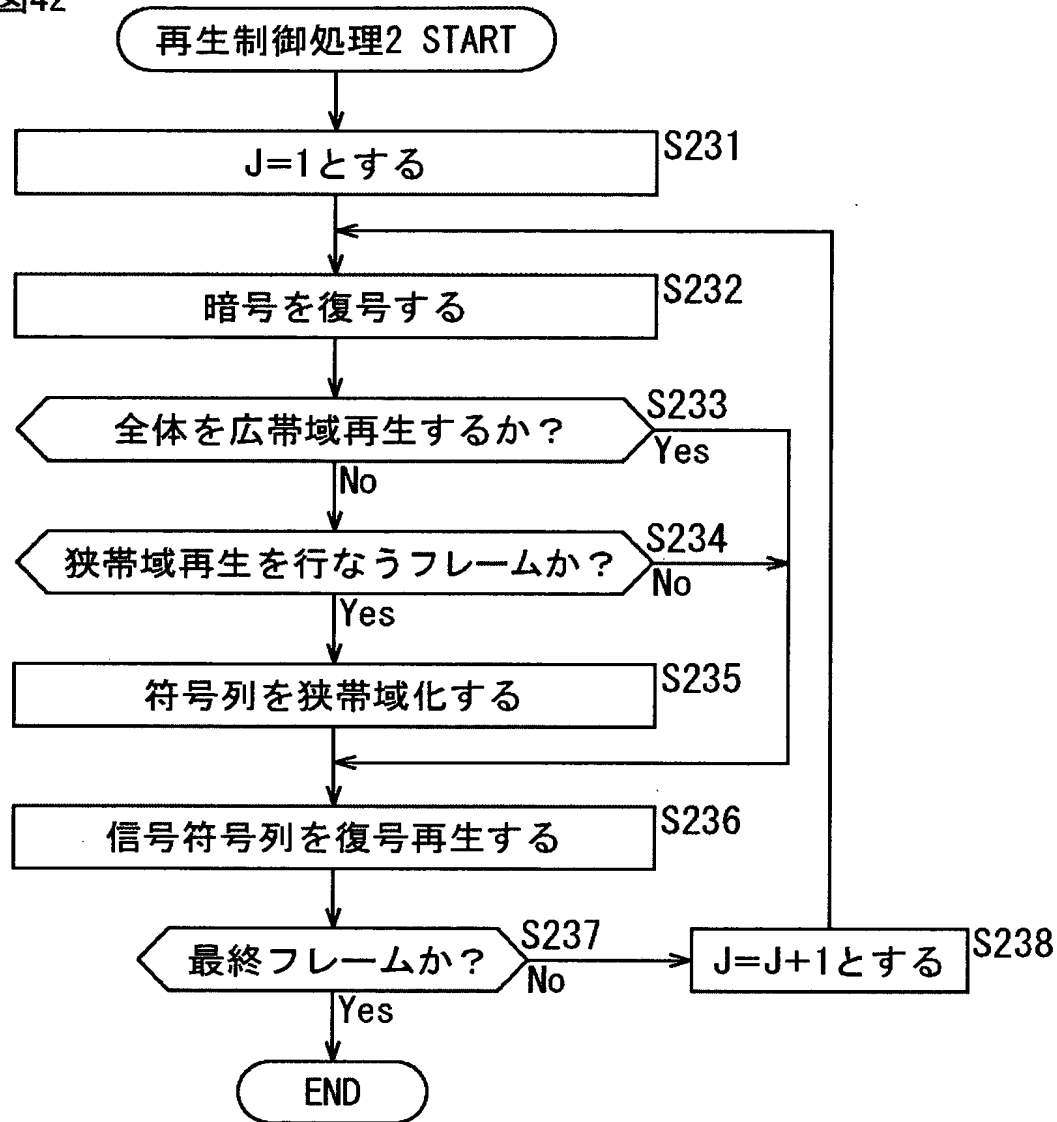 図42
再生制御処理2 START
J=1とする
S231
暗号を復号する
S232
全体を広帯域再生するか?
S233
Yes
No
狭帯域再生を行なうフレームか?
S234
No
Yes
符号列を狭帯域化する
S235
信号符号列を復号再生する
S236
最終フレームか?
S237
No
J=J+1とする
S238
Yes
END